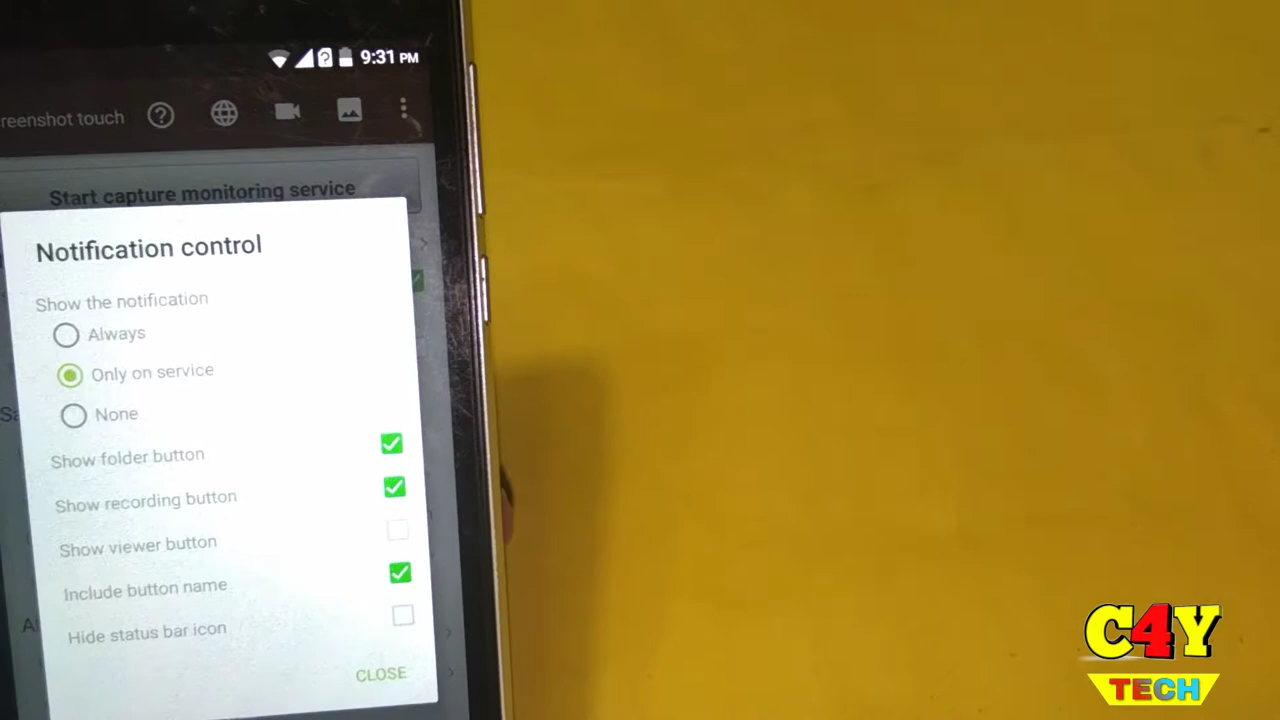 9:31 PM
reenshot touch
Start capture monitoring service
Notification control
Show the notification
Always
Only on service
None
Show folder button
Show recording button
Show viewer button
Include button name
Hide status bar icon
CLOSE
C4Y
TECH